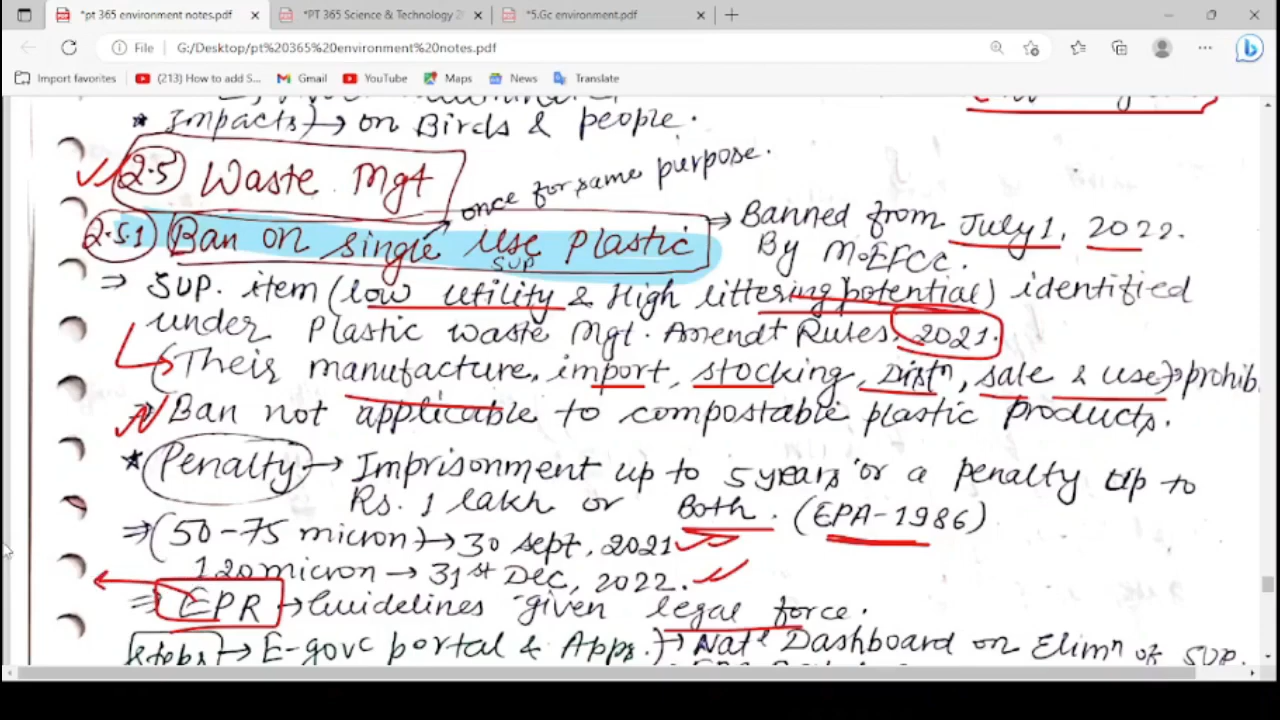 *pt 365 environment notes.pdf
*PT 365 Science & Technology 2
*5.Gc environment.pdf
File G:/Desktop/pt%20365%20environment%20notes.pdf
Import favorites (213) How to add S... Gmail YouTube Maps News Translate
* Impacts → on Birds & people.
2.5 Waste Mgt
once for same purpose.
2.5.1 Ban on single use plastic → Banned from July 1, 2022.
SUP By MoEFCC.
⇒ SUP. item (low utility & High littering potential) identified
under Plastic Waste Mgt. Amendt Rules, 2021.
(Their manufacture, import, stocking, Distⁿ, sale & use → prohib.
⇒ Ban not applicable to compostable plastic products.
* Penalty → Imprisonment up to 5 years or a penalty up to
Rs. 1 lakh or Both. (EPA-1986)
⇒ (50-75 micron) → 30 sept, 2021
120 micron → 31st Dec, 2022.
⇒ EPR → Guidelines given legal force.
Steps → E-govc portal & Apps. → Natˡ Dashboard on Elimⁿ of SUP.